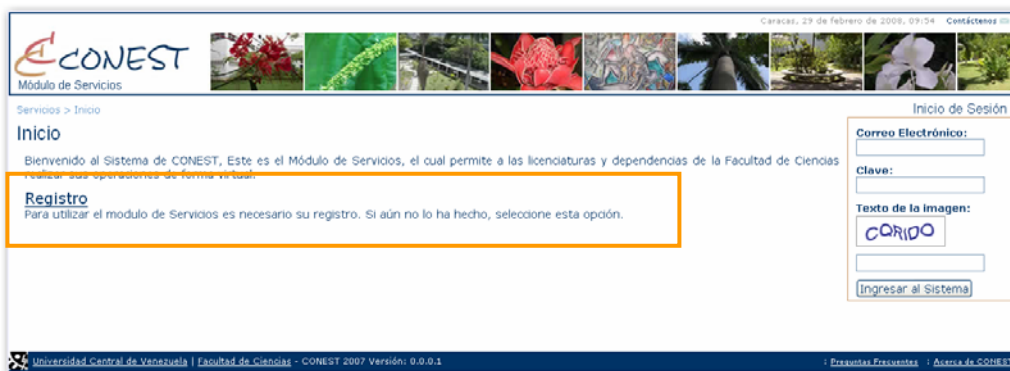 Caracas, 29 de febrero de 2008, 09:54 Contáctenos
CONEST
Módulo de Servicios
Servicios > Inicio
Inicio de Sesión
Inicio
Bienvenido al Sistema de CONEST, Este es el Módulo de Servicios, el cual permite a las licenciaturas y dependencias de la Facultad de Ciencias
realizar sus operaciones de forma virtual.
Registro
Para utilizar el modulo de Servicios es necesario su registro. Si aún no lo ha hecho, seleccione esta opción.
Correo Electrónico:
Clave:
Texto de la imagen:
CORIDO
Ingresar al Sistema
Universidad Central de Venezuela | Facultad de Ciencias - CONEST 2007 Versión: 0.0.0.1
: Preguntas Frecuentes : Acerca de CONEST